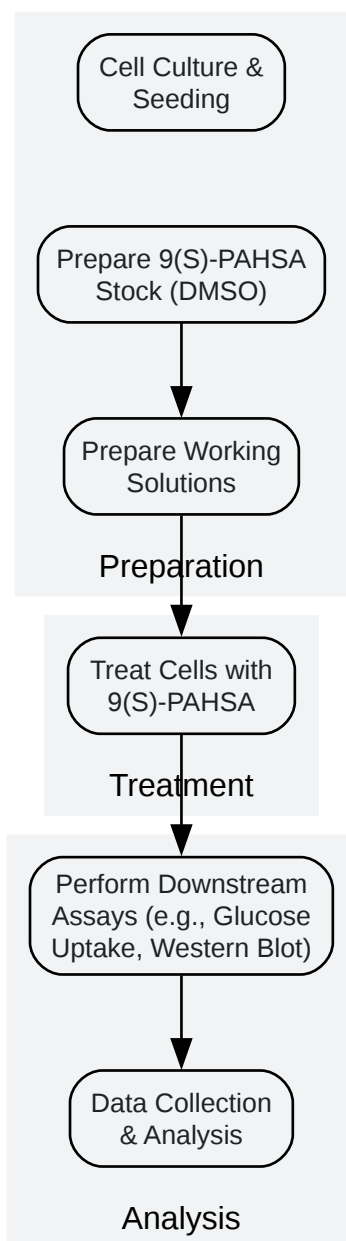 Cell Culture &
Seeding
Prepare 9(S)-PAHSA
Stock (DMSO)
Prepare Working
Solutions
Preparation
Treat Cells with
9(S)-PAHSA
Treatment
Perform Downstream
Assays (e.g., Glucose
Uptake, Western Blot)
Data Collection
& Analysis
Analysis